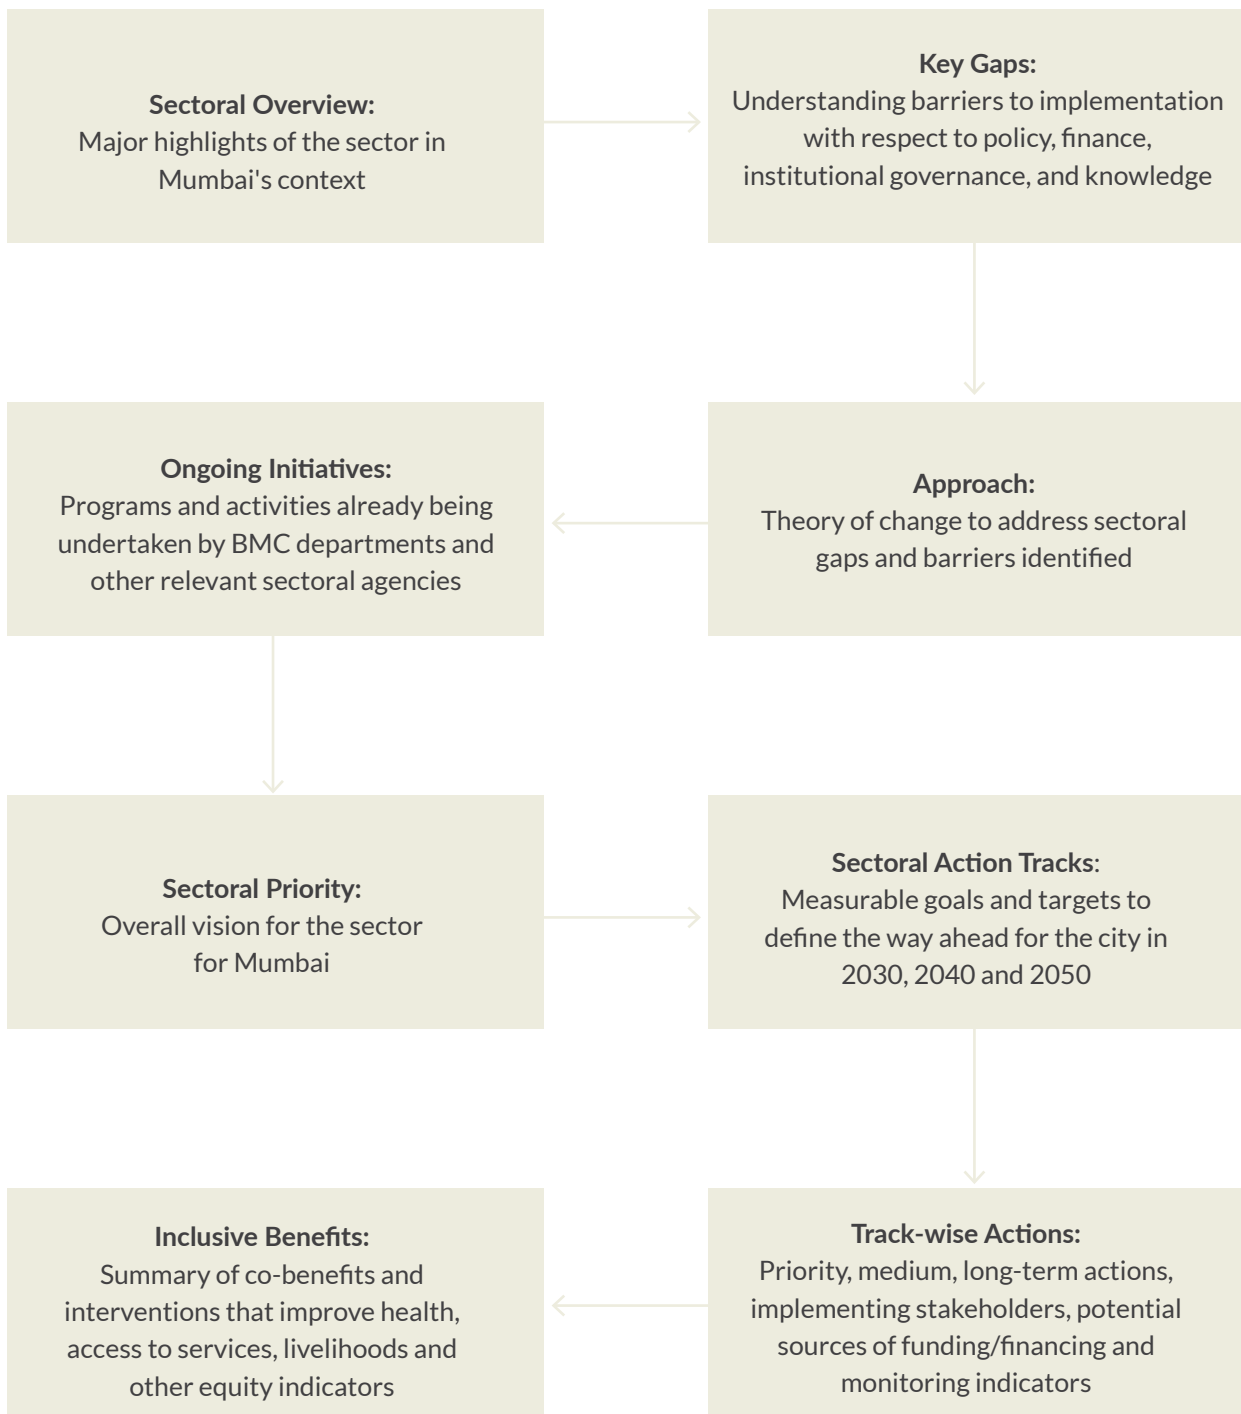 Sectoral Overview:
Major highlights of the sector in
Mumbai's context
Key Gaps:
Understanding barriers to implementation
with respect to policy, finance,
institutional governance, and knowledge
Approach:
Theory of change to address sectoral
gaps and barriers identified
Ongoing Initiatives:
Programs and activities already being
undertaken by BMC departments and
other relevant sectoral agencies
Sectoral Priority:
Overall vision for the sector
for Mumbai
Sectoral Action Tracks:
Measurable goals and targets to
define the way ahead for the city in
2030, 2040 and 2050
Track-wise Actions:
Priority, medium, long-term actions,
implementing stakeholders, potential
sources of funding/financing and
monitoring indicators
Inclusive Benefits:
Summary of co-benefits and
interventions that improve health,
access to services, livelihoods and
other equity indicators